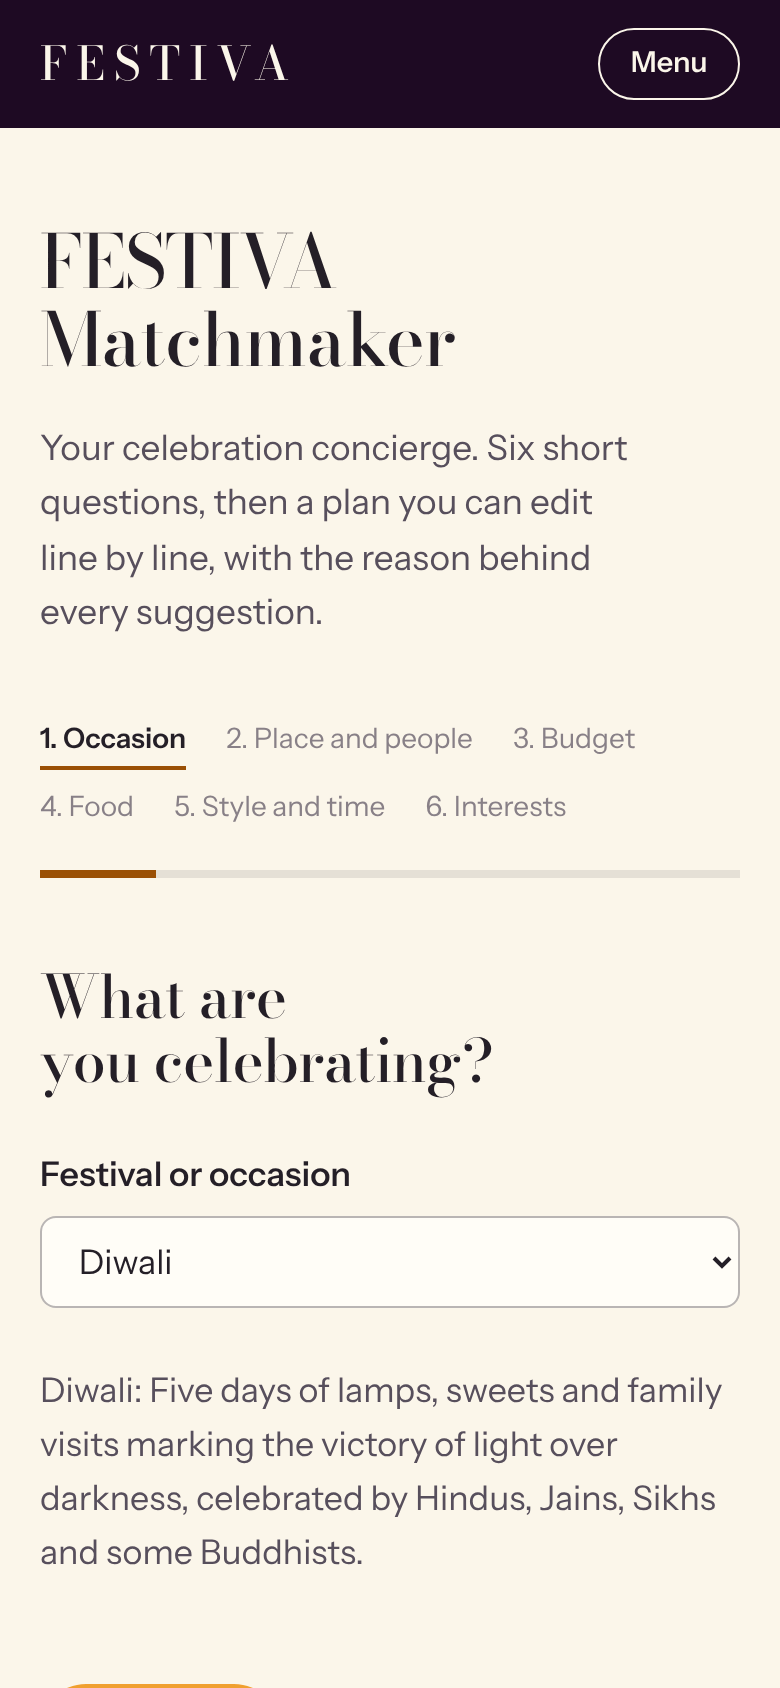 FESTIVA
Menu
FESTIVA
Matchmaker
Your celebration concierge. Six short
questions, then a plan you can edit
line by line, with the reason behind
every suggestion.
1. Occasion 2. Place and people 3. Budget
4. Food 5. Style and time 6. Interests
What are
you celebrating?
Festival or occasion
Diwali
Diwali: Five days of lamps, sweets and family
visits marking the victory of light over
darkness, celebrated by Hindus, Jains, Sikhs
and some Buddhists.